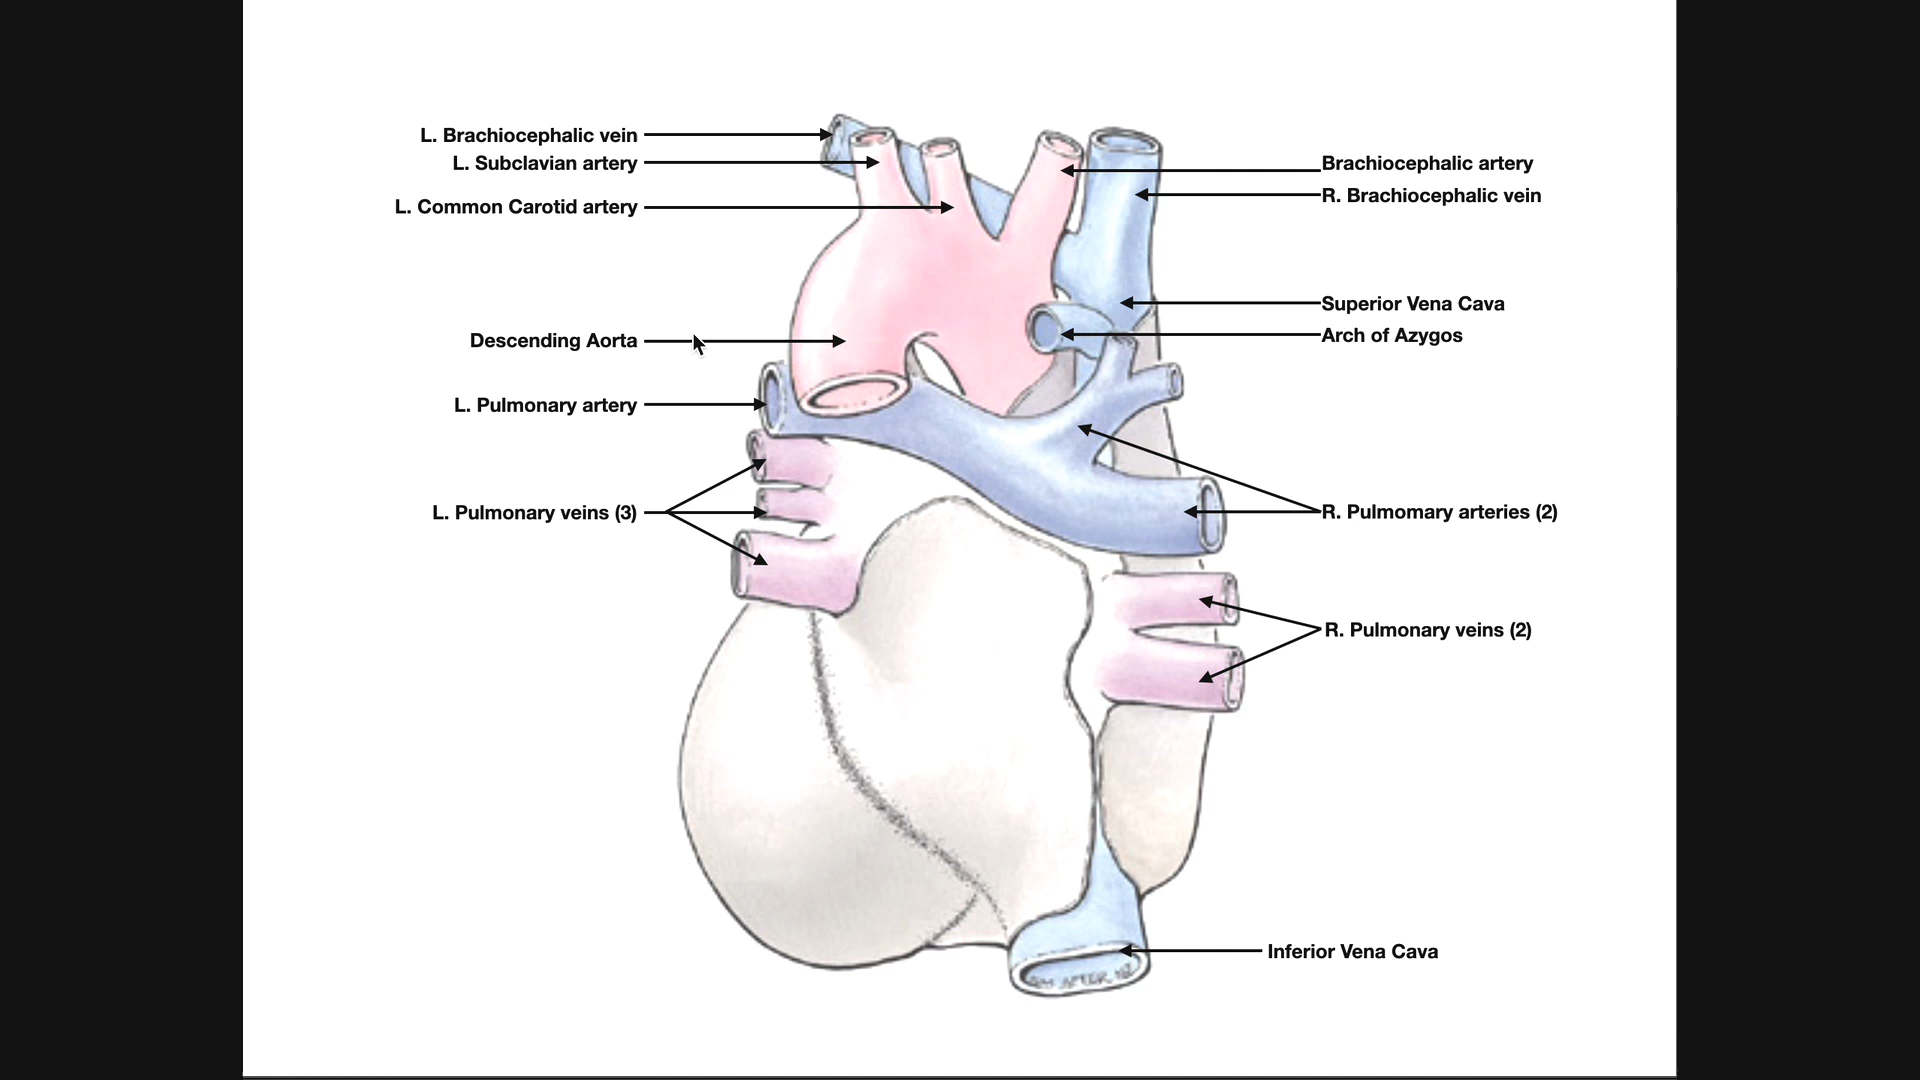 L. Brachiocephalic vein
L. Subclavian artery
L. Common Carotid artery
Descending Aorta
L. Pulmonary artery
L. Pulmonary veins (3)
Brachiocephalic artery
R. Brachiocephalic vein
Superior Vena Cava
Arch of Azygos
R. Pulmomary arteries (2)
R. Pulmonary veins (2)
Inferior Vena Cava
AFTER